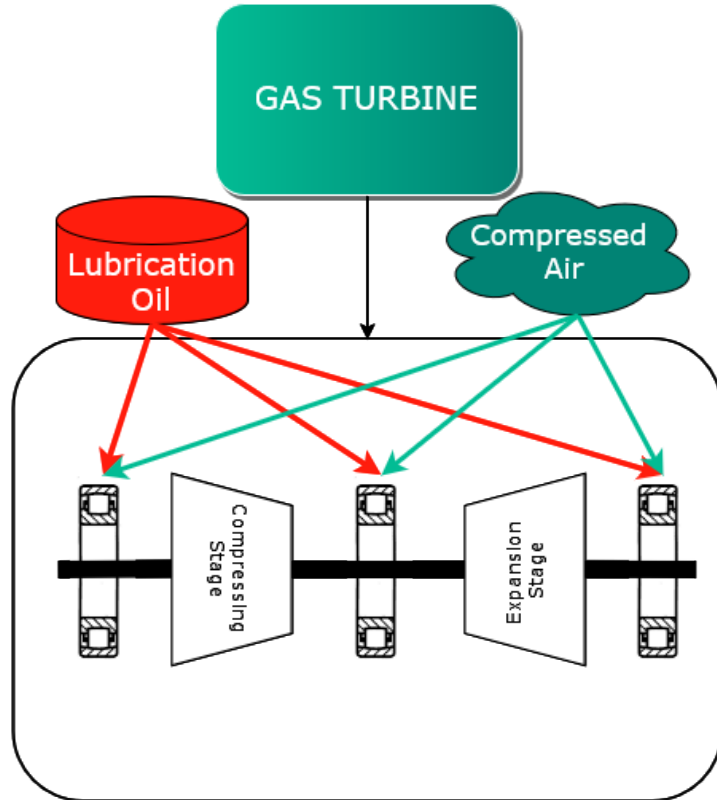 GAS TURBINE
Lubrication
Oil
Compressed
Air
Compressing
Stage
Expansion
Stage